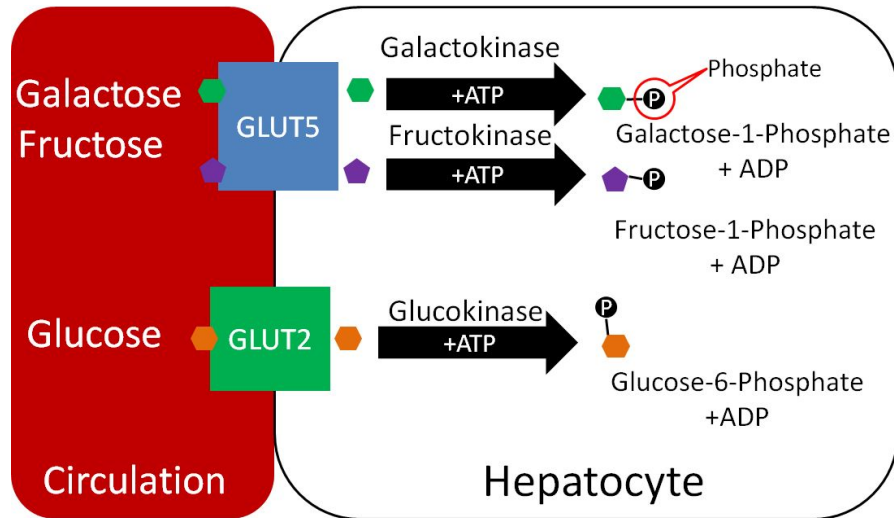 Galactose
Fructose
GLUT5
Galactokinase
+ATP
Fructokinase
+ATP
P
Phosphate
Galactose-1-Phosphate
+ ADP
P
Fructose-1-Phosphate
+ ADP
Glucose
GLUT2
Glucokinase
+ATP
P
Glucose-6-Phosphate
+ADP
Circulation
Hepatocyte